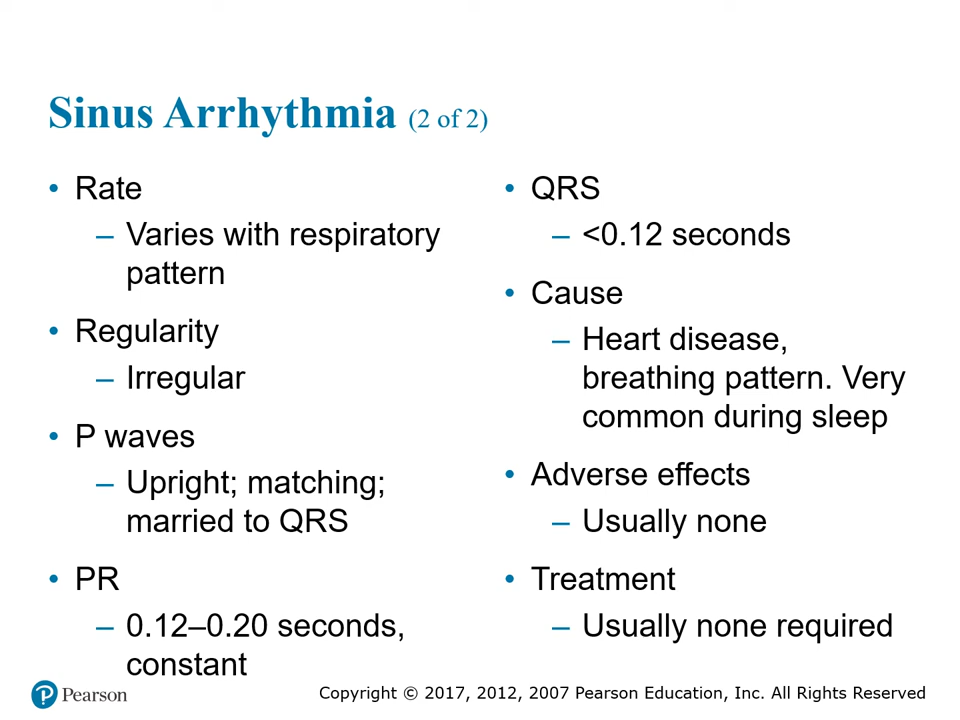 Sinus Arrhythmia (2 of 2)
• Rate
– Varies with respiratory
pattern
• Regularity
– Irregular
• P waves
– Upright; matching;
married to QRS
• PR
– 0.12–0.20 seconds,
constant
• QRS
– <0.12 seconds
• Cause
– Heart disease,
breathing pattern. Very
common during sleep
• Adverse effects
– Usually none
• Treatment
– Usually none required
P Pearson
Copyright © 2017, 2012, 2007 Pearson Education, Inc. All Rights Reserved